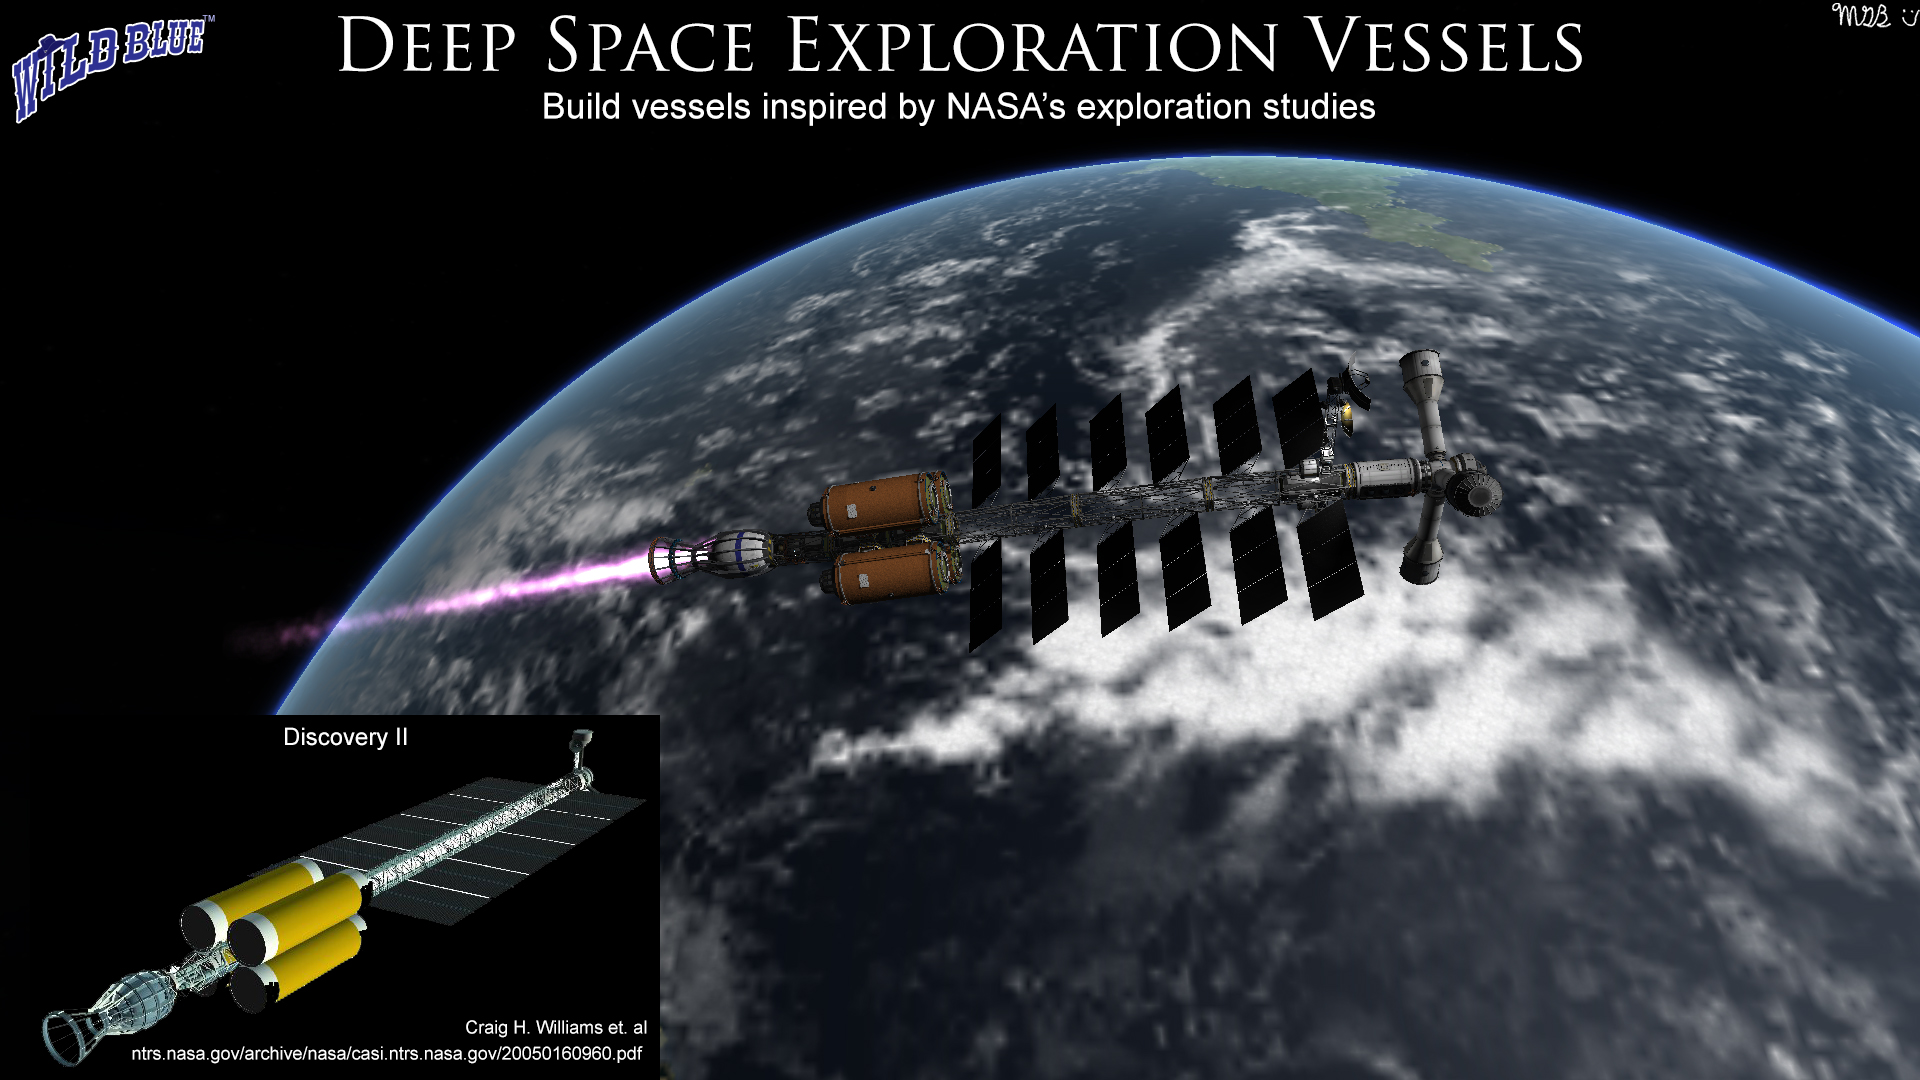 WILD BLUE™
DEEP SPACE EXPLORATION VESSELS
MGB :)
Build vessels inspired by NASA's exploration studies
Discovery II
Craig H. Williams et. al
ntrs.nasa.gov/archive/nasa/casi.ntrs.nasa.gov/20050160960.pdf